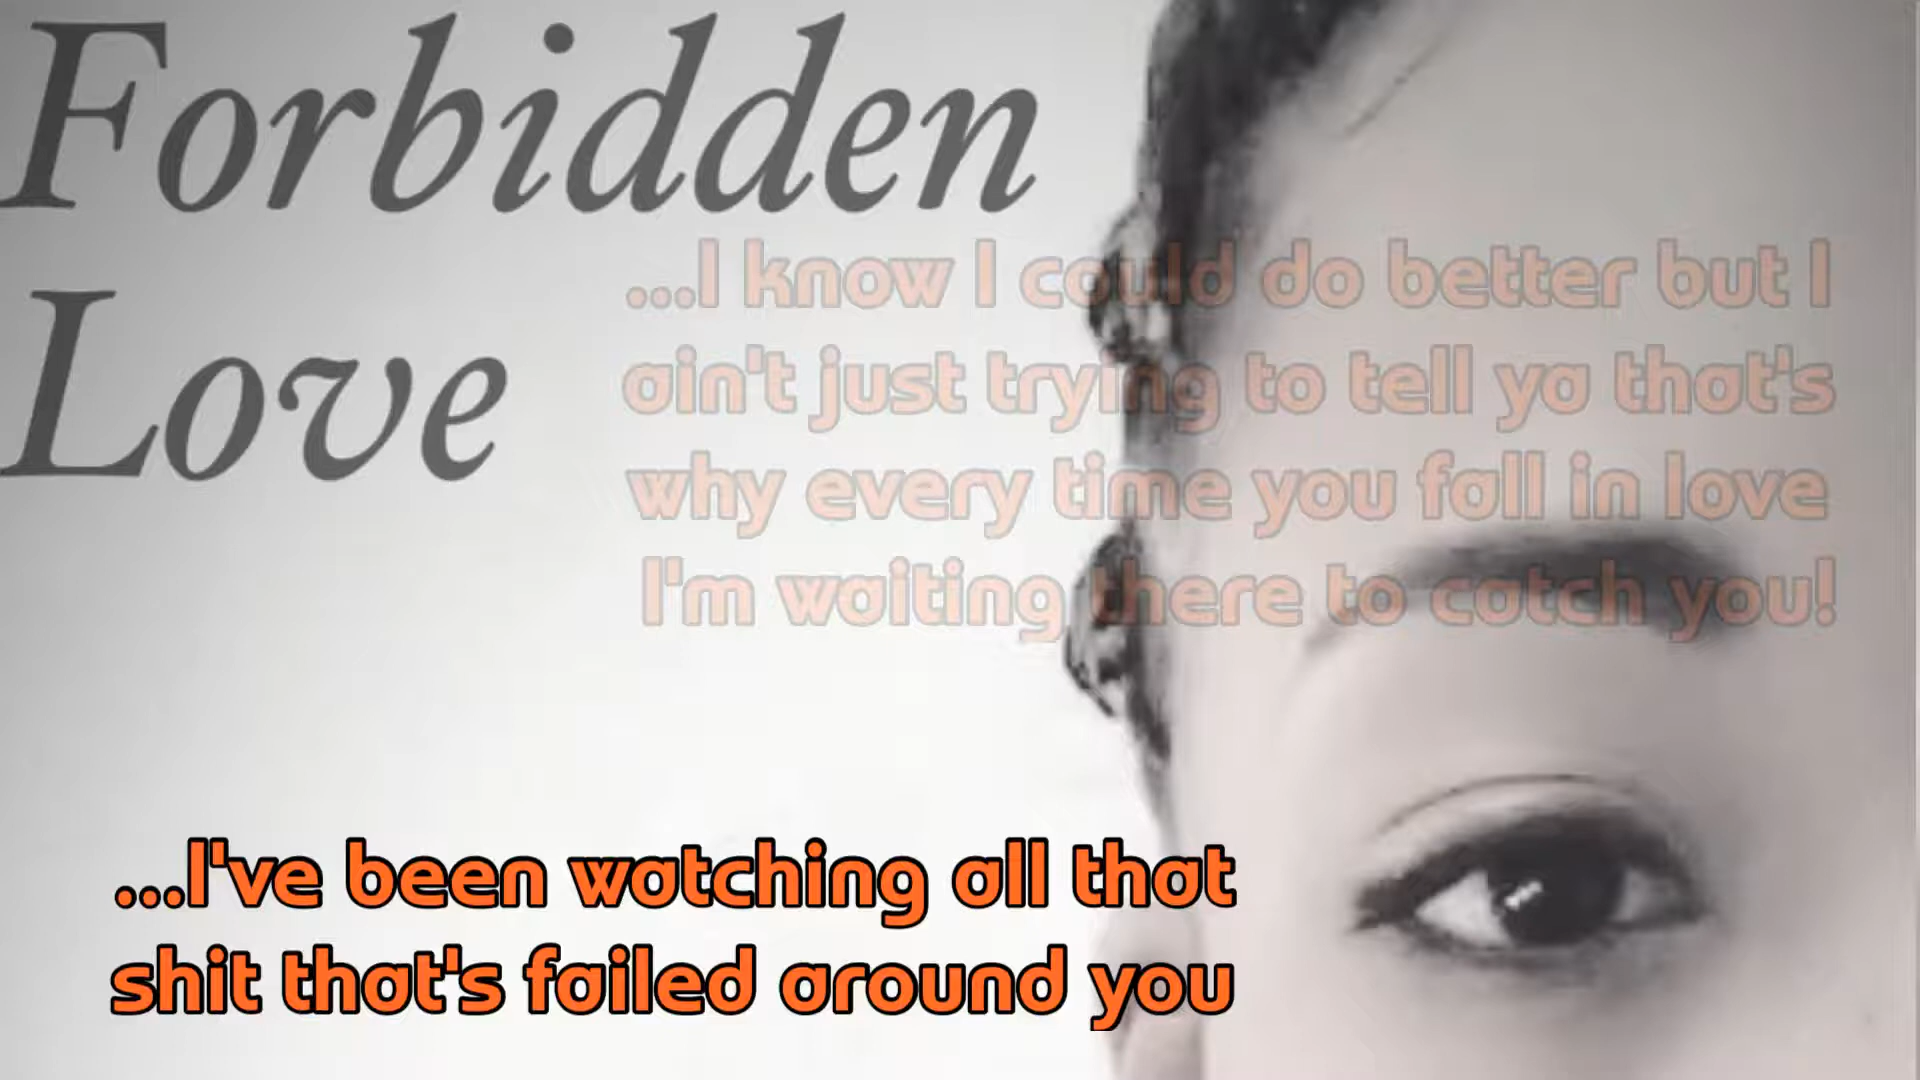 Forbidden
Love
...I know I could do better but I
ain't just trying to tell ya that's
why every time you fall in love
I'm waiting there to catch you!
...I've been watching all that
shit that's failed around you